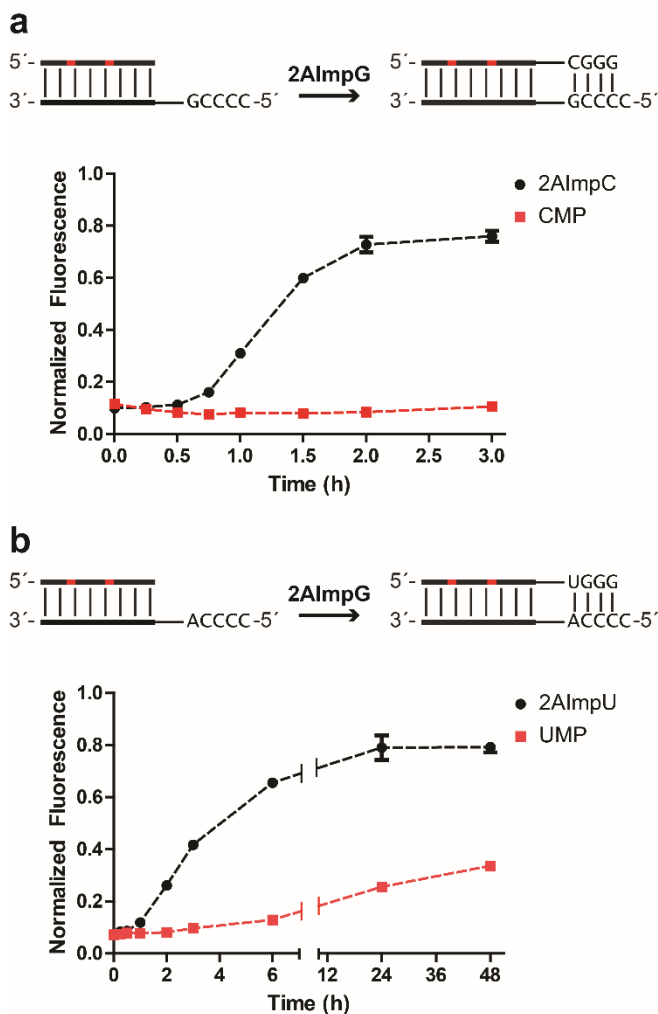 a
5´- CGGG
2AImpG
3´- GCCCC-5´ 3´- GCCCC-5´
1.0
0.8
0.6
0.4
0.2
0.0
Normalized Fluorescence
2AImpC
CMP
0.0 0.5 1.0 1.5 2.0 2.5 3.0
Time (h)
b
5´- 5´- UGGG
2AImpG
3´- ACCCC-5´ 3´- ACCCC-5´
1.0
0.8
0.6
0.4
0.2
0.0
Normalized Fluorescence
2AImpU
UMP
0 2 4 6 12 24 36 48
Time (h)